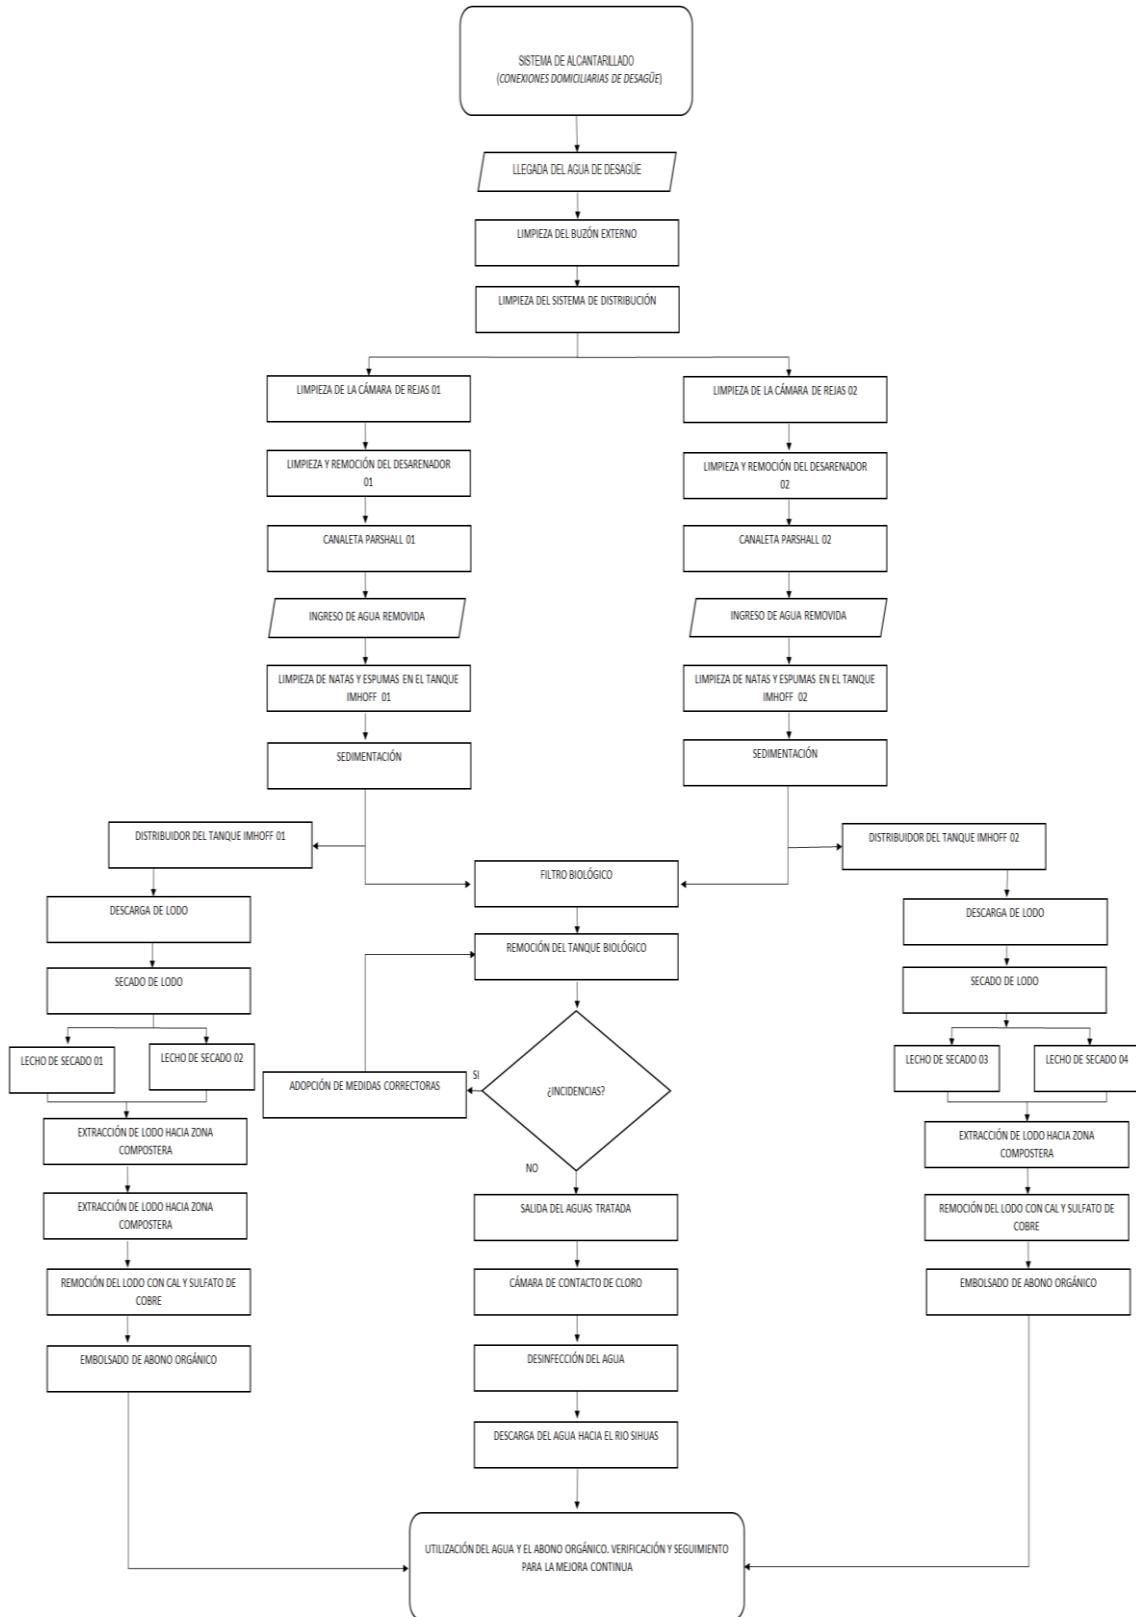 SISTEMA DE ALCANTARILLADO
(CONEXIONES DOMICILIARIAS DE DESAGÜE)
LLEGADA DEL AGUA DE DESAGÜE
LIMPIEZA DEL BUZÓN EXTERNO
LIMPIEZA DEL SISTEMA DE DISTRIBUCIÓN
LIMPIEZA DE LA CÁMARA DE REJAS 01
LIMPIEZA DE LA CÁMARA DE REJAS 02
LIMPIEZA Y REMOCIÓN DEL DESARENADOR
01
LIMPIEZA Y REMOCIÓN DEL DESARENADOR
02
CANALETA PARSHALL 01
CANALETA PARSHALL 02
INGRESO DE AGUA REMOVIDA
INGRESO DE AGUA REMOVIDA
LIMPIEZA DE NATAS Y ESPUMAS EN EL TANQUE
IMHOFF 01
LIMPIEZA DE NATAS Y ESPUMAS EN EL TANQUE
IMHOFF 02
SEDIMENTACIÓN
SEDIMENTACIÓN
DISTRIBUIDOR DEL TANQUE IMHOFF 01
DISTRIBUIDOR DEL TANQUE IMHOFF 02
FILTRO BIOLÓGICO
DESCARGA DE LODO
DESCARGA DE LODO
REMOCIÓN DEL TANQUE BIOLÓGICO
SECADO DE LODO
SECADO DE LODO
LECHO DE SECADO 01
LECHO DE SECADO 02
LECHO DE SECADO 03
LECHO DE SECADO 04
ADOPCIÓN DE MEDIDAS CORRECTORAS
SI
¿INCIDENCIAS?
NO
EXTRACCIÓN DE LODO HACIA ZONA
COMPOSTERA
EXTRACCIÓN DE LODO HACIA ZONA
COMPOSTERA
EXTRACCIÓN DE LODO HACIA ZONA
COMPOSTERA
SALIDA DEL AGUAS TRATADA
REMOCIÓN DEL LODO CON CAL Y SULFATO DE
COBRE
REMOCIÓN DEL LODO CON CAL Y SULFATO DE
COBRE
CÁMARA DE CONTACTO DE CLORO
EMBOLSADO DE ABONO ORGÁNICO
EMBOLSADO DE ABONO ORGÁNICO
DESINFECCIÓN DEL AGUA
DESCARGA DEL AGUA HACIA EL RIO SIHUAS
UTILIZACIÓN DEL AGUA Y EL ABONO ORGÁNICO. VERIFICACIÓN Y SEGUIMIENTO
PARA LA MEJORA CONTINUA